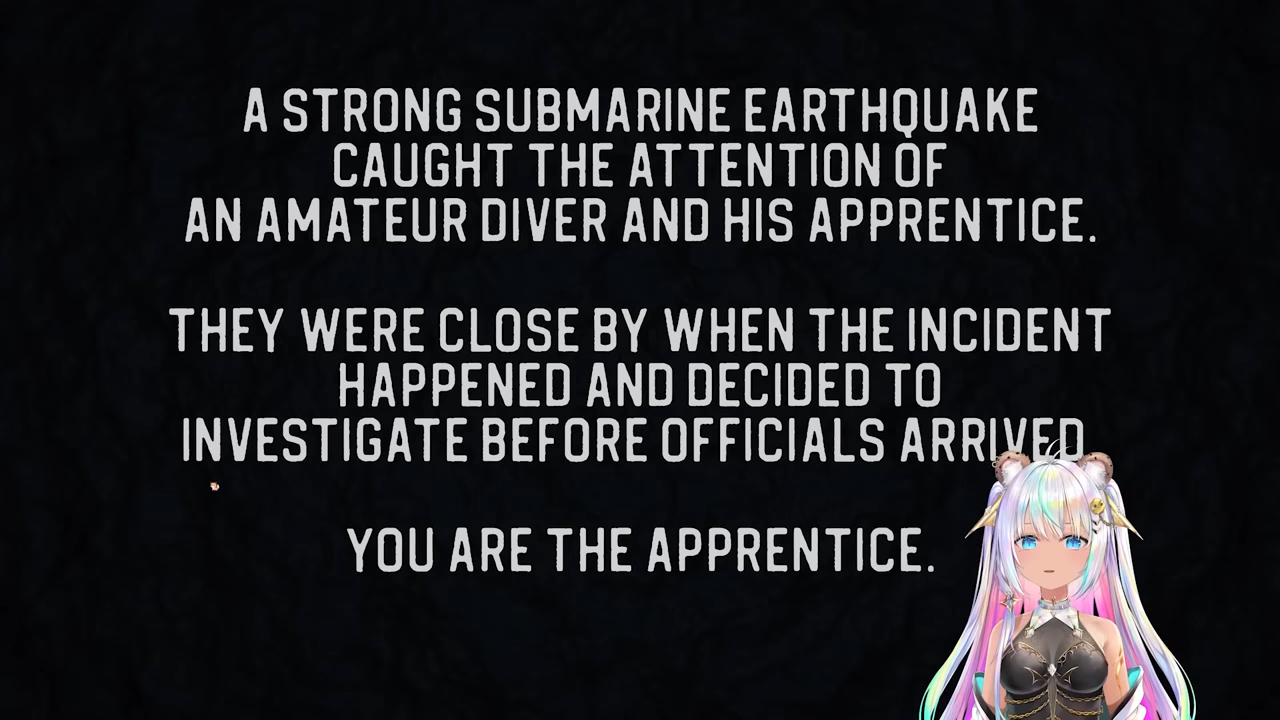 A STRONG SUBMARINE EARTHQUAKE
CAUGHT THE ATTENTION OF
AN AMATEUR DIVER AND HIS APPRENTICE.
THEY WERE CLOSE BY WHEN THE INCIDENT
HAPPENED AND DECIDED TO
INVESTIGATE BEFORE OFFICIALS ARRIVED
YOU ARE THE APPRENTICE.